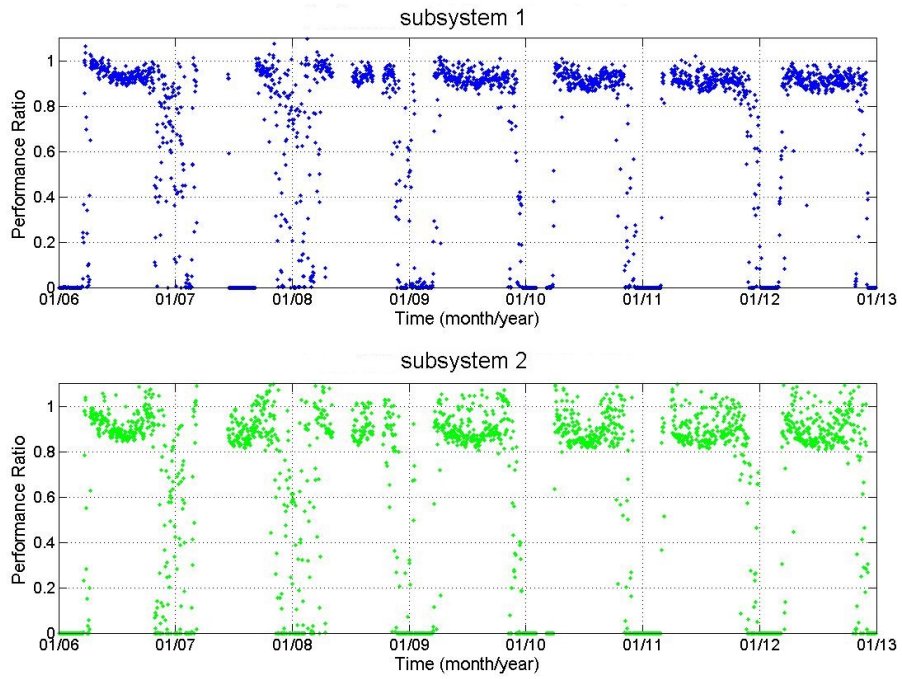 subsystem 1
Performance Ratio
1
0.8
0.6
0.4
0.2
0
01/06 01/07 01/08 01/09 01/10 01/11 01/12 01/13
Time (month/year)
subsystem 2
Performance Ratio
1
0.8
0.6
0.4
0.2
0
01/06 01/07 01/08 01/09 01/10 01/11 01/12 01/13
Time (month/year)